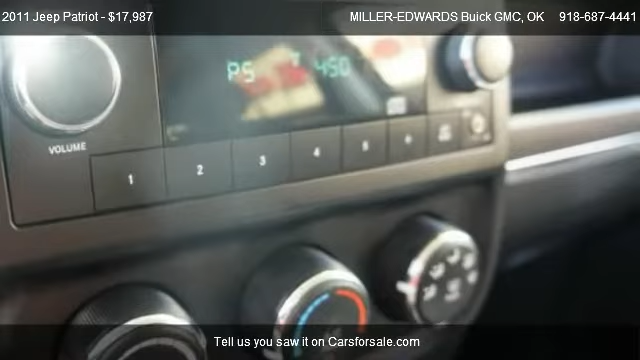 2011 Jeep Patriot - $17,987
MILLER-EDWARDS Buick GMC, OK 918-687-4441
P5 450
VOLUME
1 2 3 4 5
Tell us you saw it on Carsforsale.com